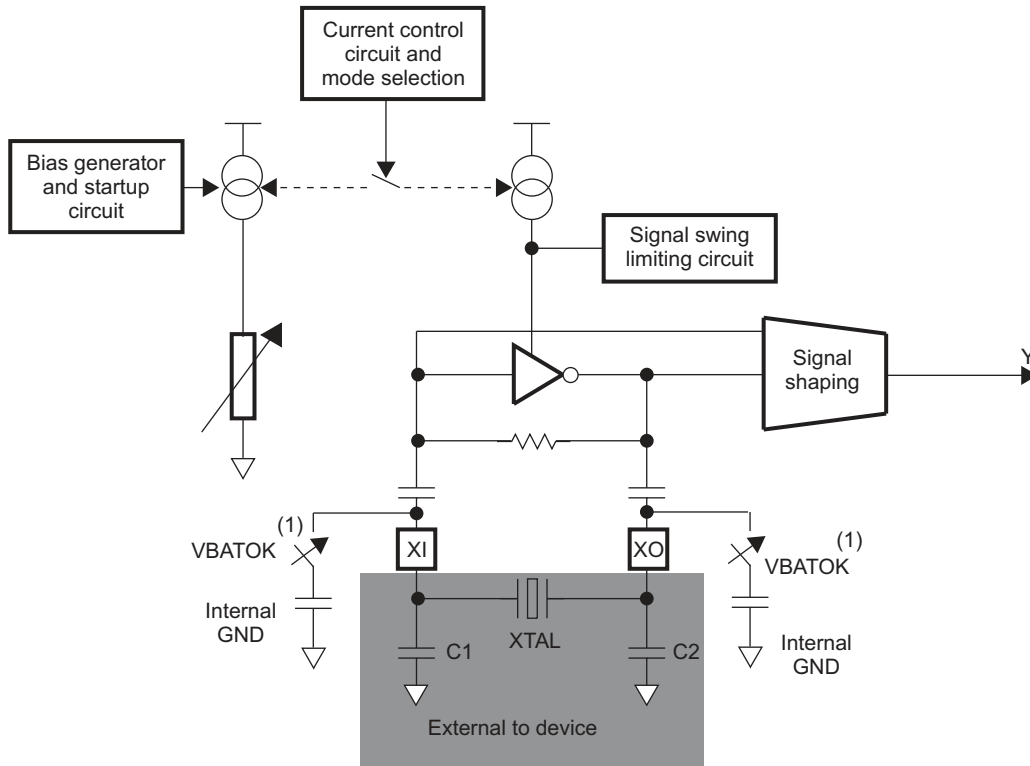 Current control
circuit and
mode selection
Bias generator
and startup
circuit
Signal swing
limiting circuit
Signal
shaping
Y
(1)
VBATOK
XI
XO
(1)
VBATOK
Internal
GND
XTAL
C1
C2
Internal
GND
External to device